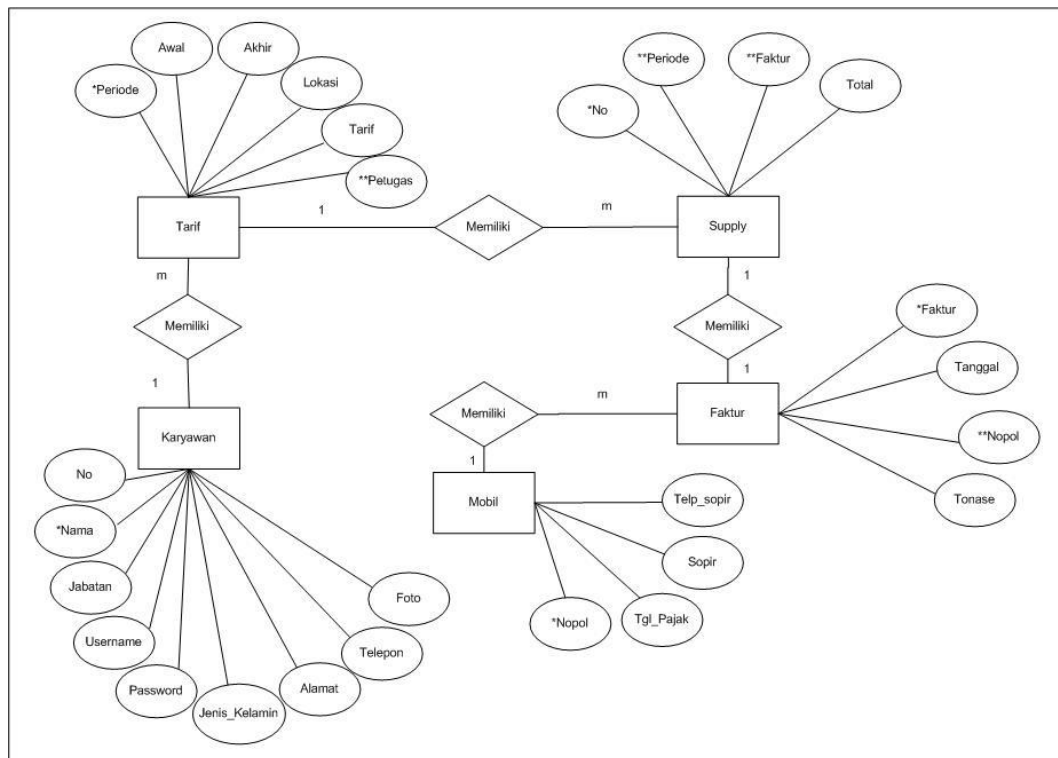 Awal
Akhir
*Periode
Lokasi
Tarif
**Petugas
**Periode
**Faktur
*No
Total
Tarif
1
Memiliki
m
Supply
m
Memiliki
1
1
Memiliki
1
Karyawan
Faktur
*Faktur
Tanggal
**Nopol
Tonase
Memiliki
m
1
Mobil
Telp_sopir
Sopir
Tgl_Pajak
*Nopol
No
*Nama
Jabatan
Username
Password
Jenis_Kelamin
Alamat
Telepon
Foto